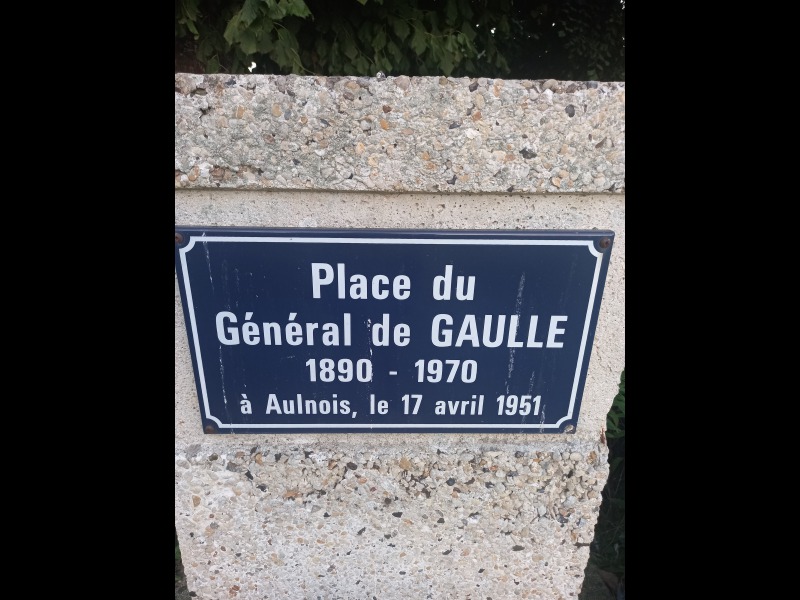 Place du
Général de GAULLE
1890 - 1970
à Aulnois, le 17 avril 1951